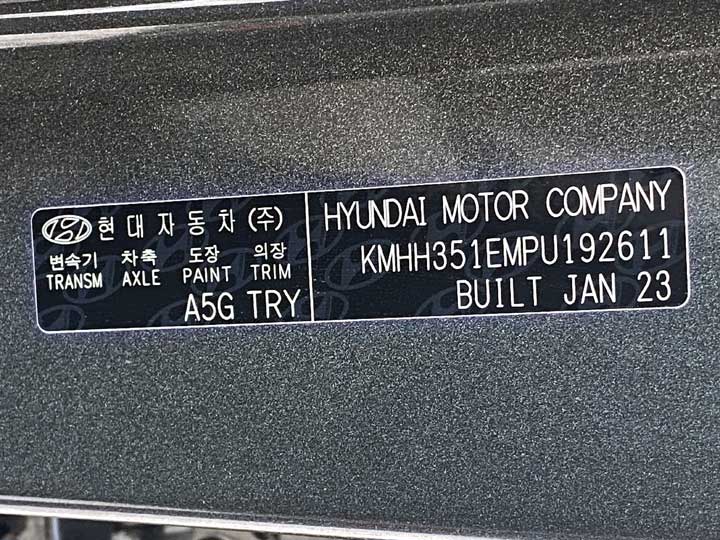 현대자동차(주)
변속기 차축 도장 의장
TRANSM AXLE PAINT TRIM
A5G TRY
HYUNDAI MOTOR COMPANY
KMHH351EMPU192611
BUILT JAN 23